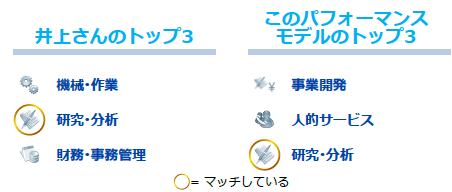 井上さんのトップ3
機械・作業
研究・分析
財務・事務管理
このパフォーマンス
モデルのトップ3
事業開発
人的サービス
研究・分析
= マッチしている